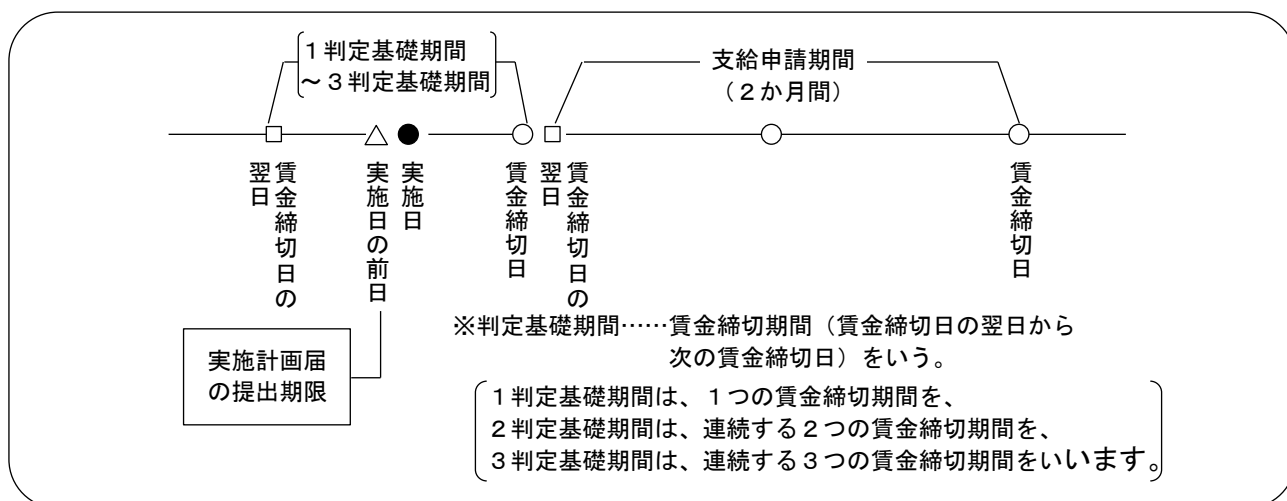 1判定基礎期間
～3判定基礎期間
支給申請期間
(2か月間)
賃金締切日の
翌日
実施日の前日
実施日
賃金締切日
賃金締切日の
翌日
賃金締切日
実施計画届
の提出期限
※判定基礎期間……賃金締切期間(賃金締切日の翌日から
次の賃金締切日)をいう。
1判定基礎期間は、1つの賃金締切期間を、
2判定基礎期間は、連続する2つの賃金締切期間を、
3判定基礎期間は、連続する3つの賃金締切期間をいいます。